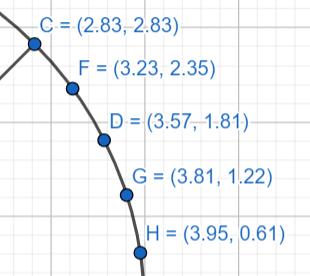 C = (2.83, 2.83)
F = (3.23, 2.35)
D = (3.57, 1.81)
G = (3.81, 1.22)
H = (3.95, 0.61)